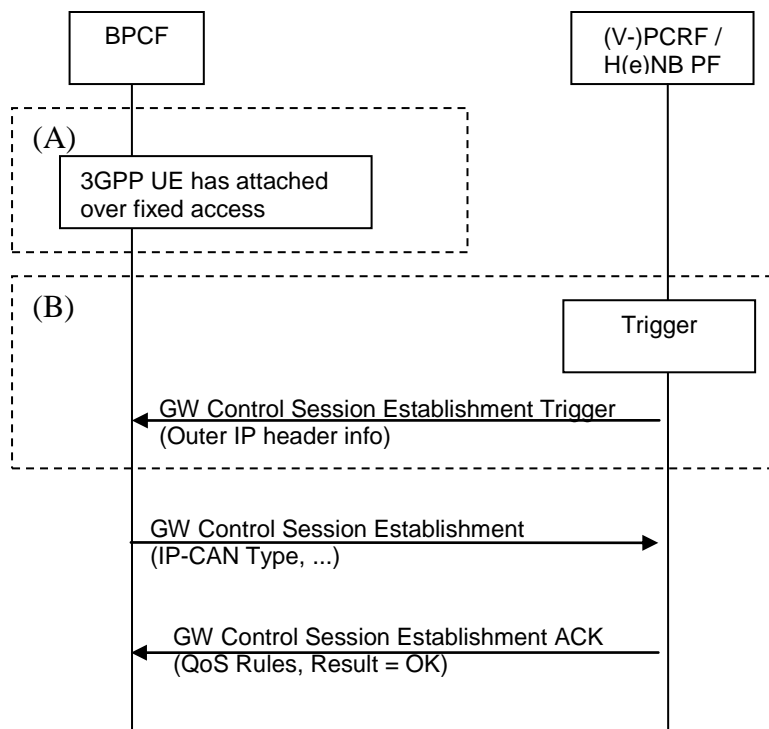 BPCF
(V-)PCRF /
H(e)NB PF
(A)
3GPP UE has attached
over fixed access
(B)
Trigger
GW Control Session Establishment Trigger
(Outer IP header info)
GW Control Session Establishment
(IP-CAN Type, ...)
GW Control Session Establishment ACK
(QoS Rules, Result = OK)